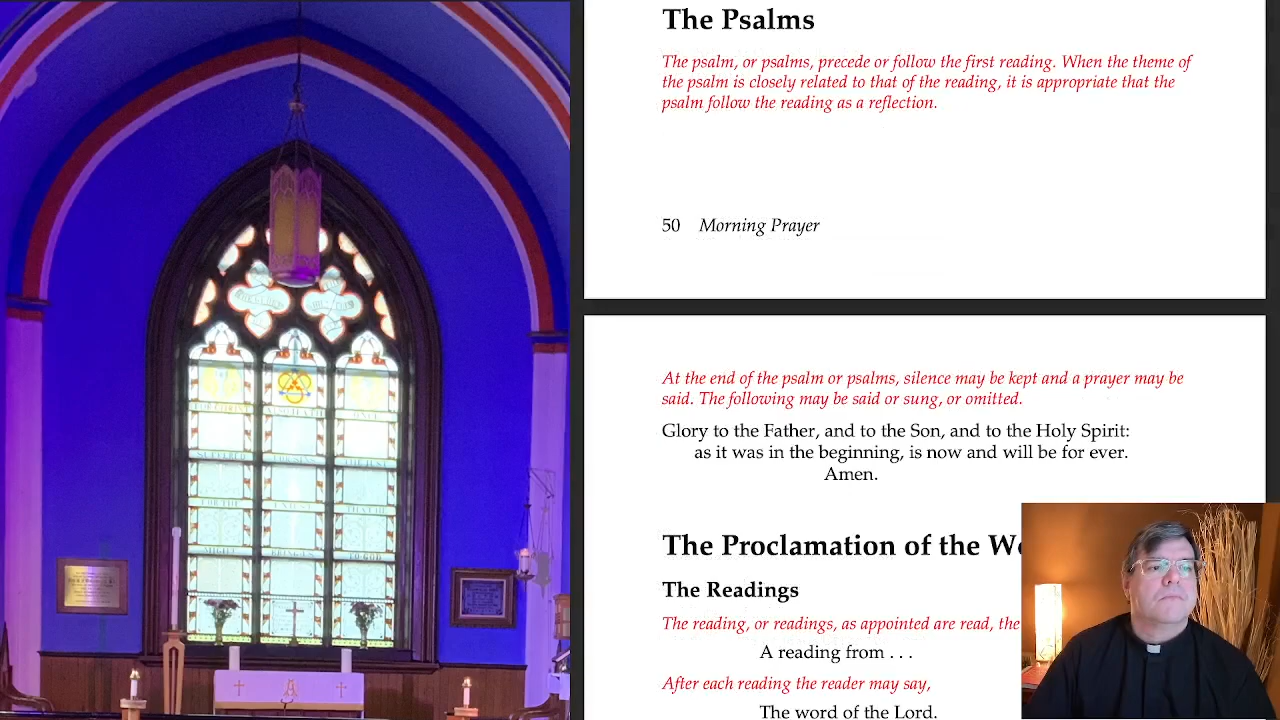 The Psalms
The psalm, or psalms, precede or follow the first reading. When the theme of
the psalm is closely related to that of the reading, it is appropriate that the
psalm follow the reading as a reflection.
50 Morning Prayer
At the end of the psalm or psalms, silence may be kept and a prayer may be
said. The following may be said or sung, or omitted.
Glory to the Father, and to the Son, and to the Holy Spirit:
as it was in the beginning, is now and will be for ever.
Amen.
The Proclamation of the
The Readings
The reading, or readings, as appointed are read, the
A reading from . . .
After each reading the reader may say,
The word of the Lord.